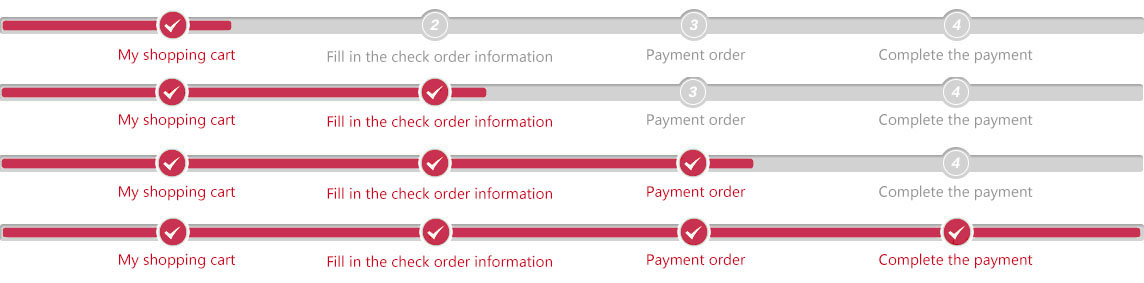 2 3 4
My shopping cart Fill in the check order information Payment order Complete the payment
3 4
My shopping cart Fill in the check order information Payment order Complete the payment
4
My shopping cart Fill in the check order information Payment order Complete the payment
My shopping cart Fill in the check order information Payment order Complete the payment